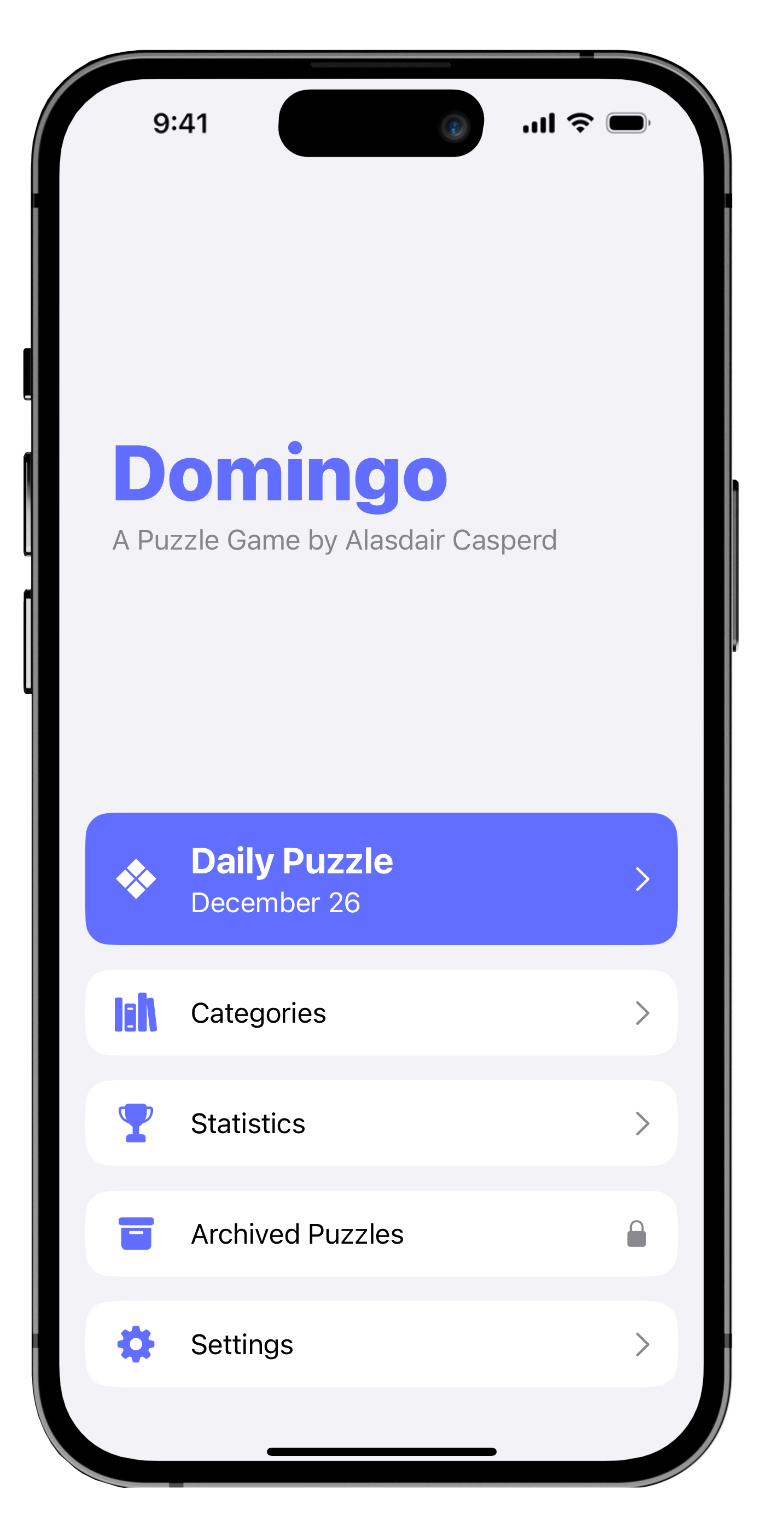 9:41
Domingo
A Puzzle Game by Alasdair Casperd
Daily Puzzle
December 26
Categories
Statistics
Archived Puzzles
Settings